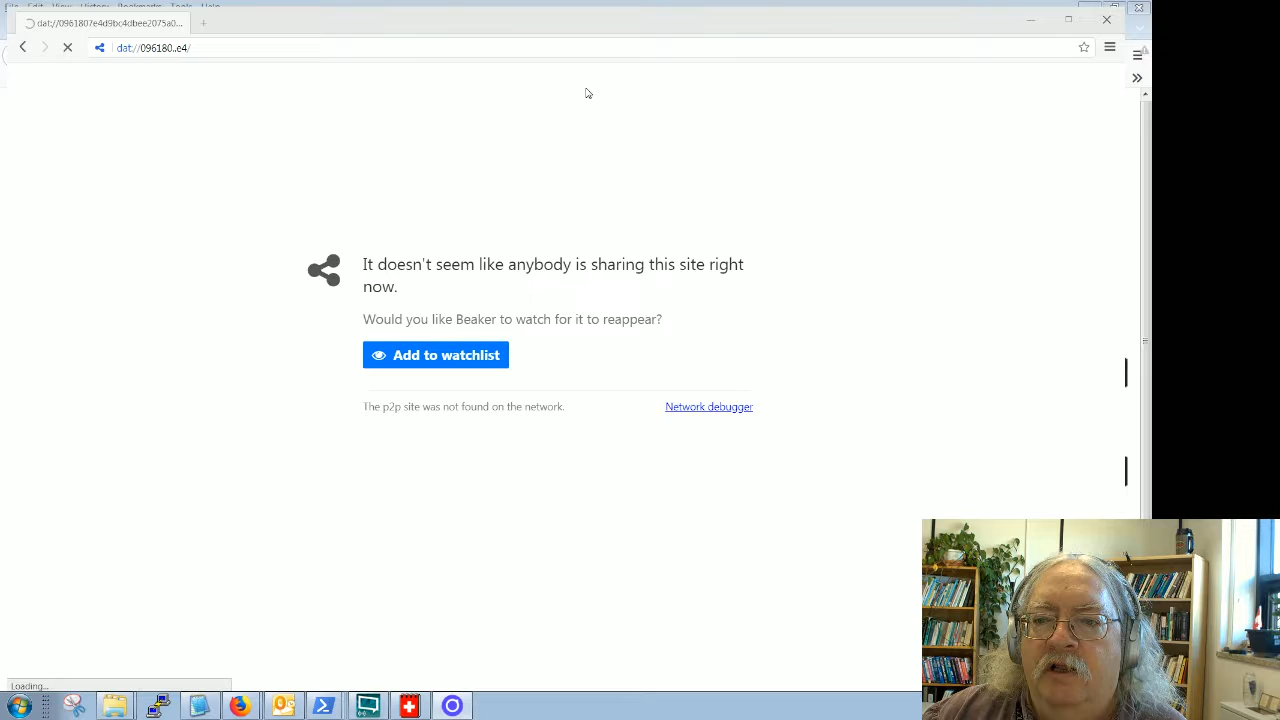 dat://0961807e4d9bc4dbee2075a0...
dat://096180..e4/
It doesn't seem like anybody is sharing this site right
now.
Would you like Beaker to watch for it to reappear?
Add to watchlist
The p2p site was not found on the network.
Network debugger
Loading...